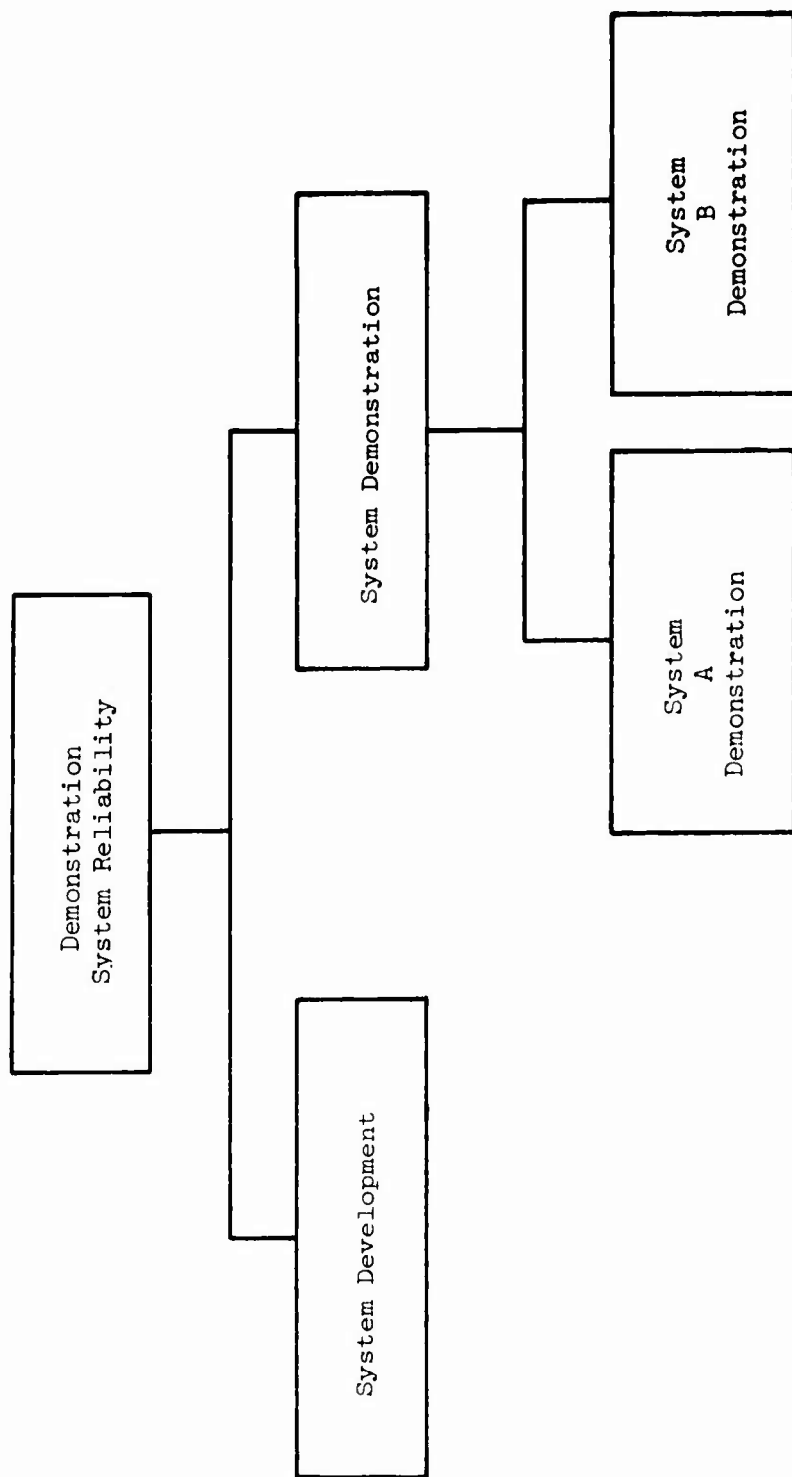 Demonstration
System Reliability
System Development
System Demonstration
System
A
Demonstration
System
B
Demonstration